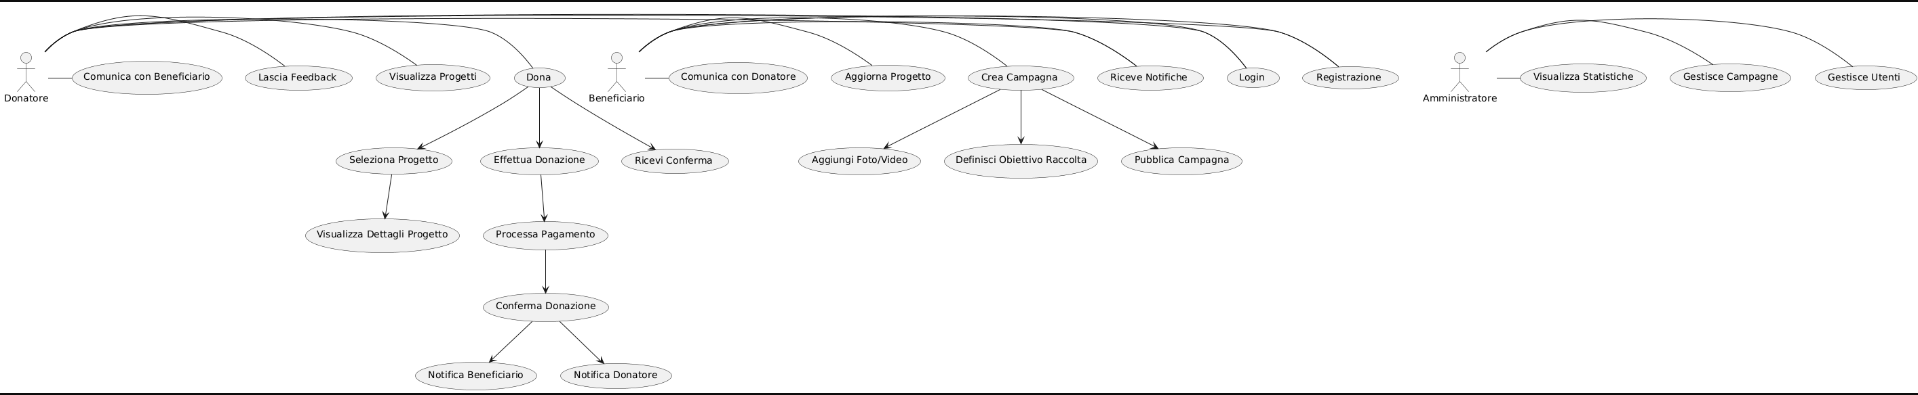 Donatore
Comunica con Beneficiario
Lascia Feedback
Visualizza Progetti
Dona
Beneficiario
Comunica con Donatore
Aggiorna Progetto
Crea Campagna
Riceve Notifiche
Login
Registrazione
Amministratore
Visualizza Statistiche
Gestisce Campagne
Gestisce Utenti
Seleziona Progetto
Effettua Donazione
Ricevi Conferma
Aggiungi Foto/Video
Definisci Obiettivo Raccolta
Pubblica Campagna
Visualizza Dettagli Progetto
Processa Pagamento
Conferma Donazione
Notifica Beneficiario
Notifica Donatore